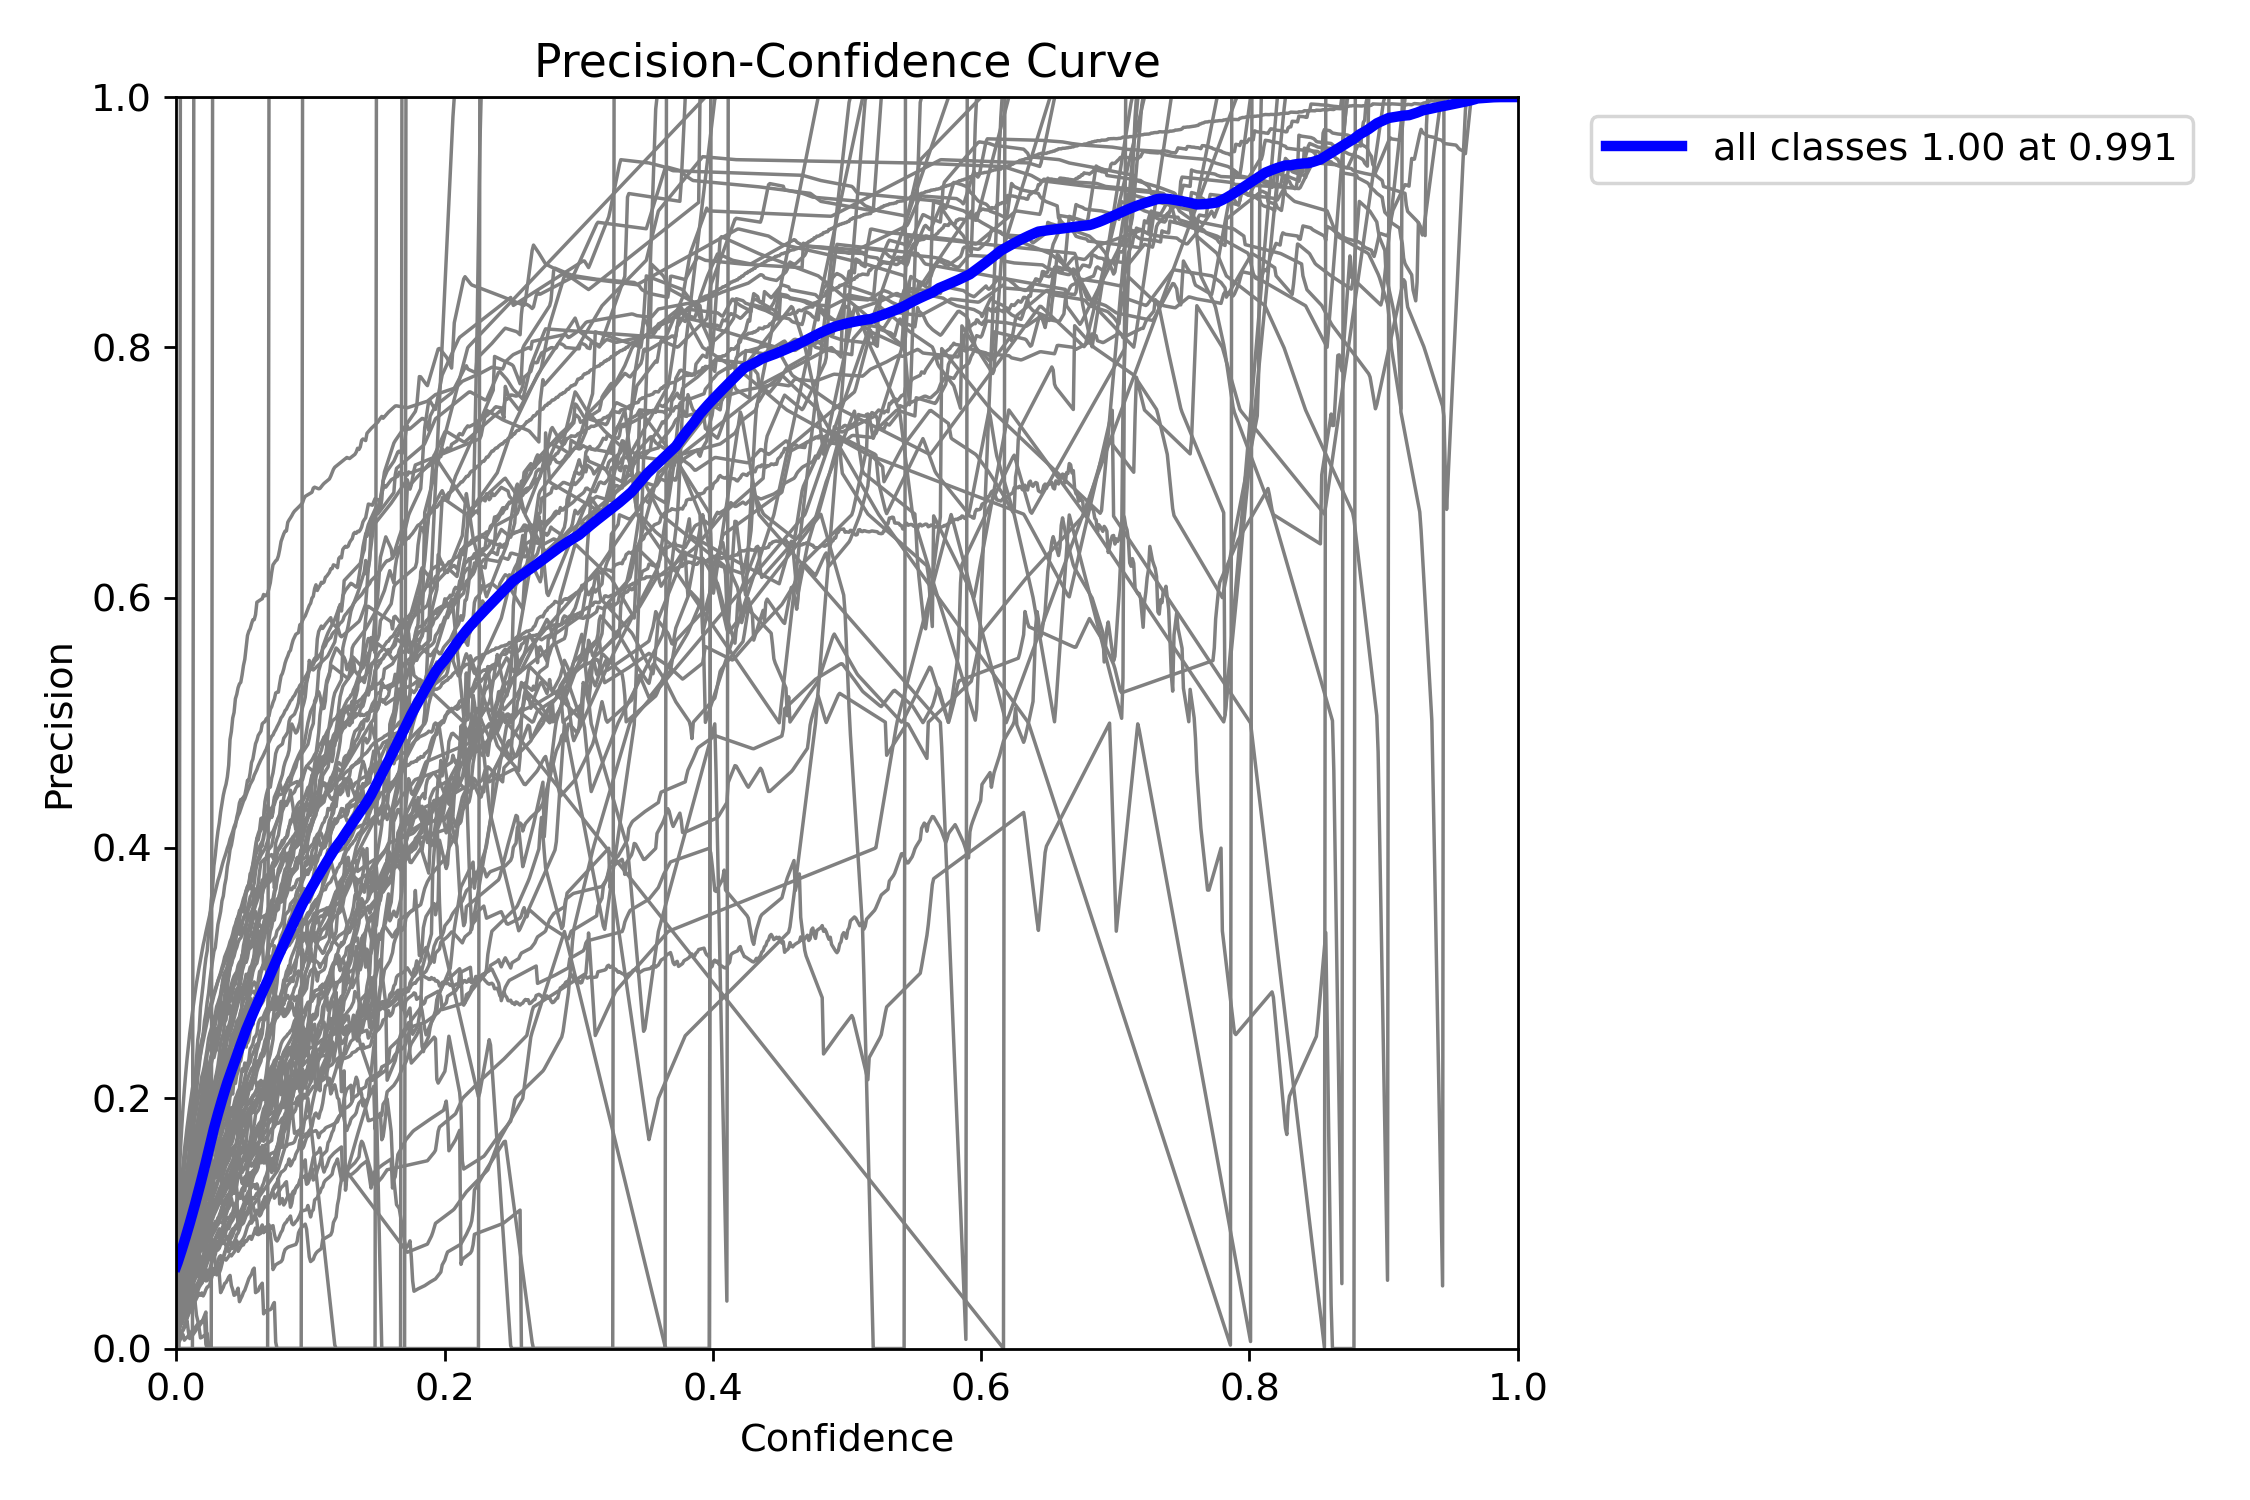 Precision-Confidence Curve
all classes 1.00 at 0.991
1.0
0.8
0.6
0.4
0.2
0.0
Precision
0.0 0.2 0.4 0.6 0.8 1.0
Confidence